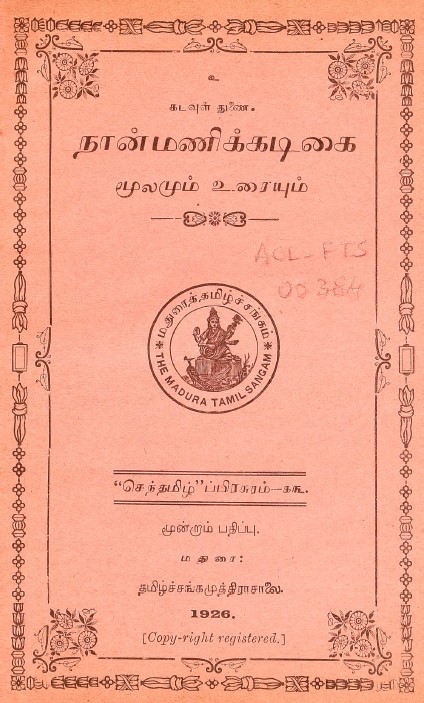 உ
கடவுள் துணை.
நான்மணிக்கடிகை
மூலமும் உரையும்
ACL-FTS
00384
மதுரைத்தமிழ்ச்சங்கம்
THE MADURA TAMIL SANGAM
“செந்தமிழ்”ப்பிரசுரம்—
மூன்றாம் பதிப்பு.
மதுரை:
தமிழ்ச்சங்கமுத்திராசாலை.
1926.
[Copy-right registered.]